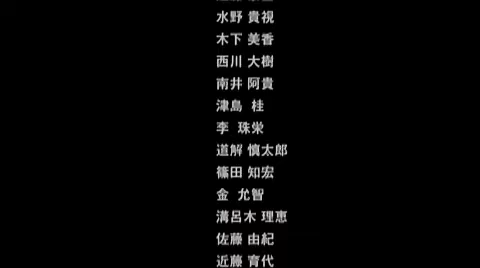 水野 貴視
木下 美香
西川 大樹
南井 阿貴
津島 桂
李 珠栄
道解 慎太郎
篠田 知宏
金 允智
溝呂木 理恵
佐藤 由紀
近藤 育代